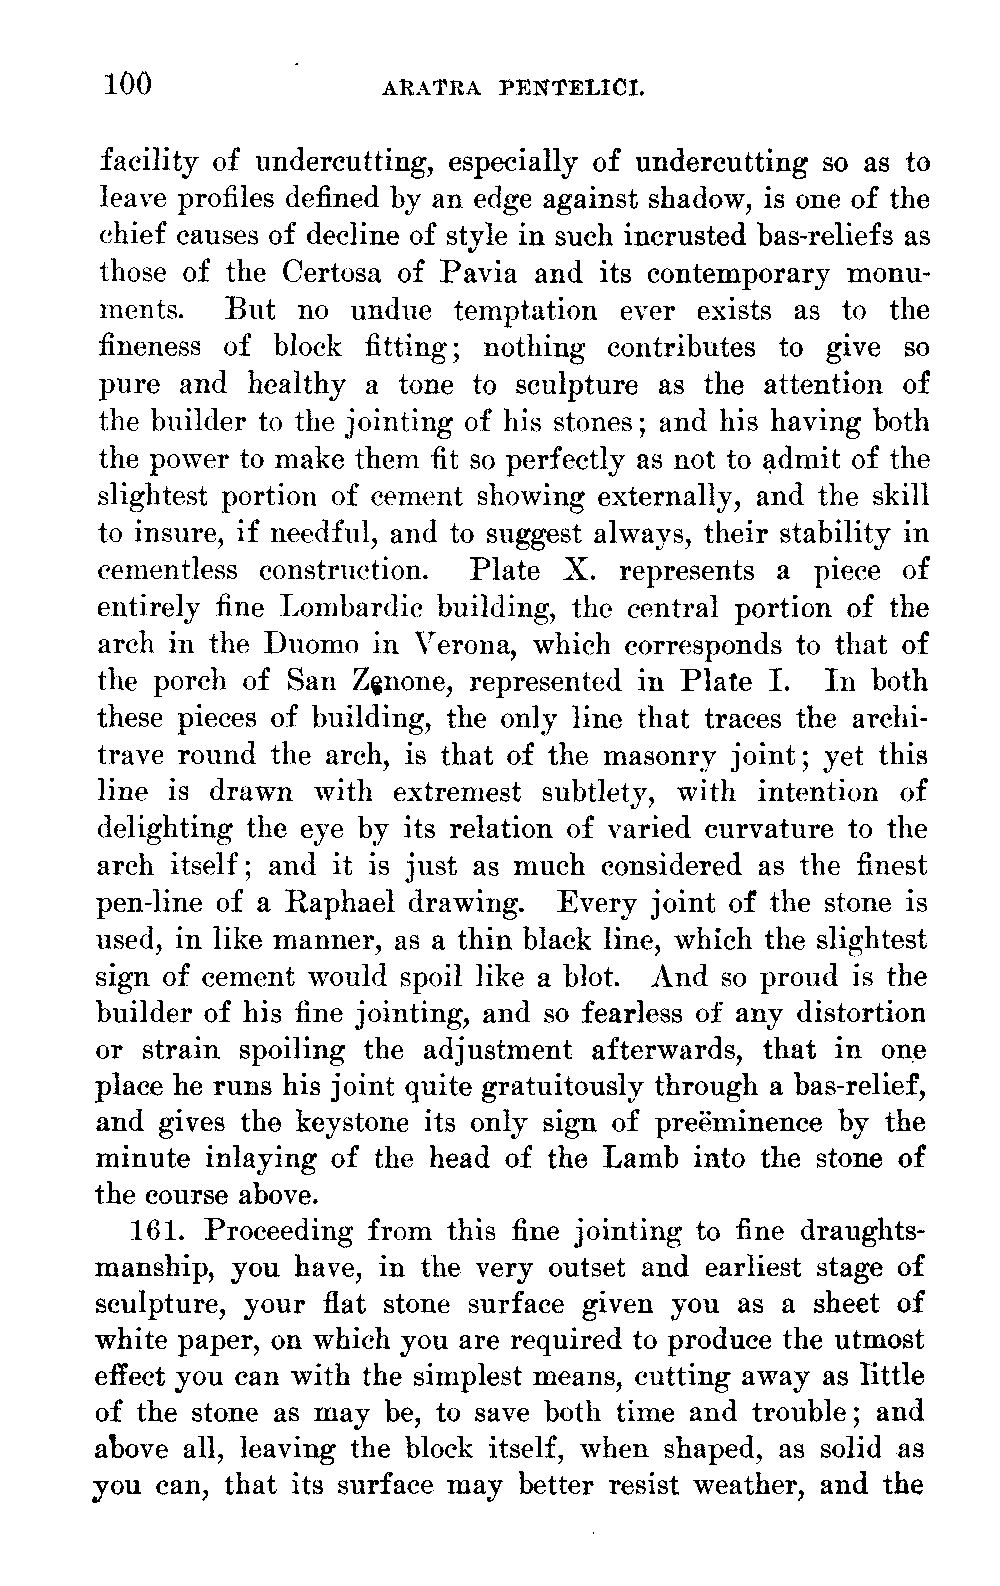 100 ARATRA PENTELICI.
facility of undercutting, especially of undercutting so as to
leave profiles defined by an edge against shadow, is one of the
chief causes of decline of style in such incrusted bas-reliefs as
those of the Certosa of Pavia and its contemporary monu-
ments. But no undue temptation ever exists as to the
fineness of block fitting; nothing contributes to give so
pure and healthy a tone to sculpture as the attention of
the builder to the jointing of his stones; and his having both
the power to make them fit so perfectly as not to admit of the
slightest portion of cement showing externally, and the skill
to insure, if needful, and to suggest always, their stability in
cementless construction. Plate X. represents a piece of
entirely fine Lombardic building, the central portion of the
arch in the Duomo in Verona, which corresponds to that of
the porch of San Zenone, represented in Plate I. In both
these pieces of building, the only line that traces the archi-
trave round the arch, is that of the masonry joint; yet this
line is drawn with extremest subtlety, with intention of
delighting the eye by its relation of varied curvature to the
arch itself; and it is just as much considered as the finest
pen-line of a Raphael drawing. Every joint of the stone is
used, in like manner, as a thin black line, which the slightest
sign of cement would spoil like a blot. And so proud is the
builder of his fine jointing, and so fearless of any distortion
or strain spoiling the adjustment afterwards, that in one
place he runs his joint quite gratuitously through a bas-relief,
and gives the keystone its only sign of preëminence by the
minute inlaying of the head of the Lamb into the stone of
the course above.
161. Proceeding from this fine jointing to fine draughts-
manship, you have, in the very outset and earliest stage of
sculpture, your flat stone surface given you as a sheet of
white paper, on which you are required to produce the utmost
effect you can with the simplest means, cutting away as little
of the stone as may be, to save both time and trouble; and
above all, leaving the block itself, when shaped, as solid as
you can, that its surface may better resist weather, and the